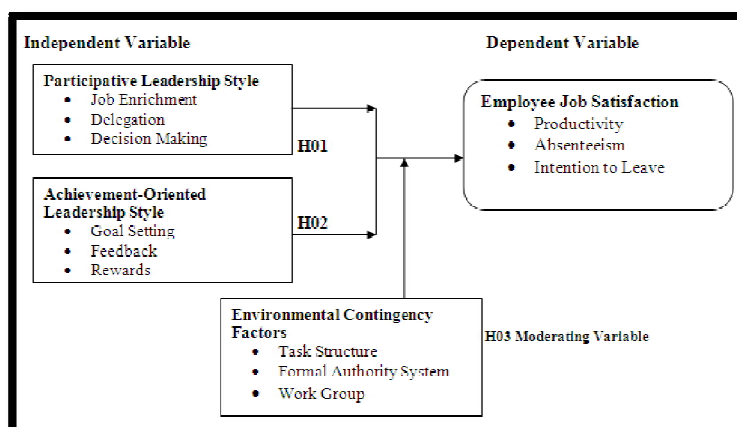 Independent Variable
Dependent Variable
Participative Leadership Style
• Job Enrichment
• Delegation
• Decision Making
H01
Employee Job Satisfaction
• Productivity
• Absenteeism
• Intention to Leave
Achievement-Oriented
Leadership Style
• Goal Setting
• Feedback
• Rewards
H02
Environmental Contingency
Factors
• Task Structure
• Formal Authority System
• Work Group
H03 Moderating Variable